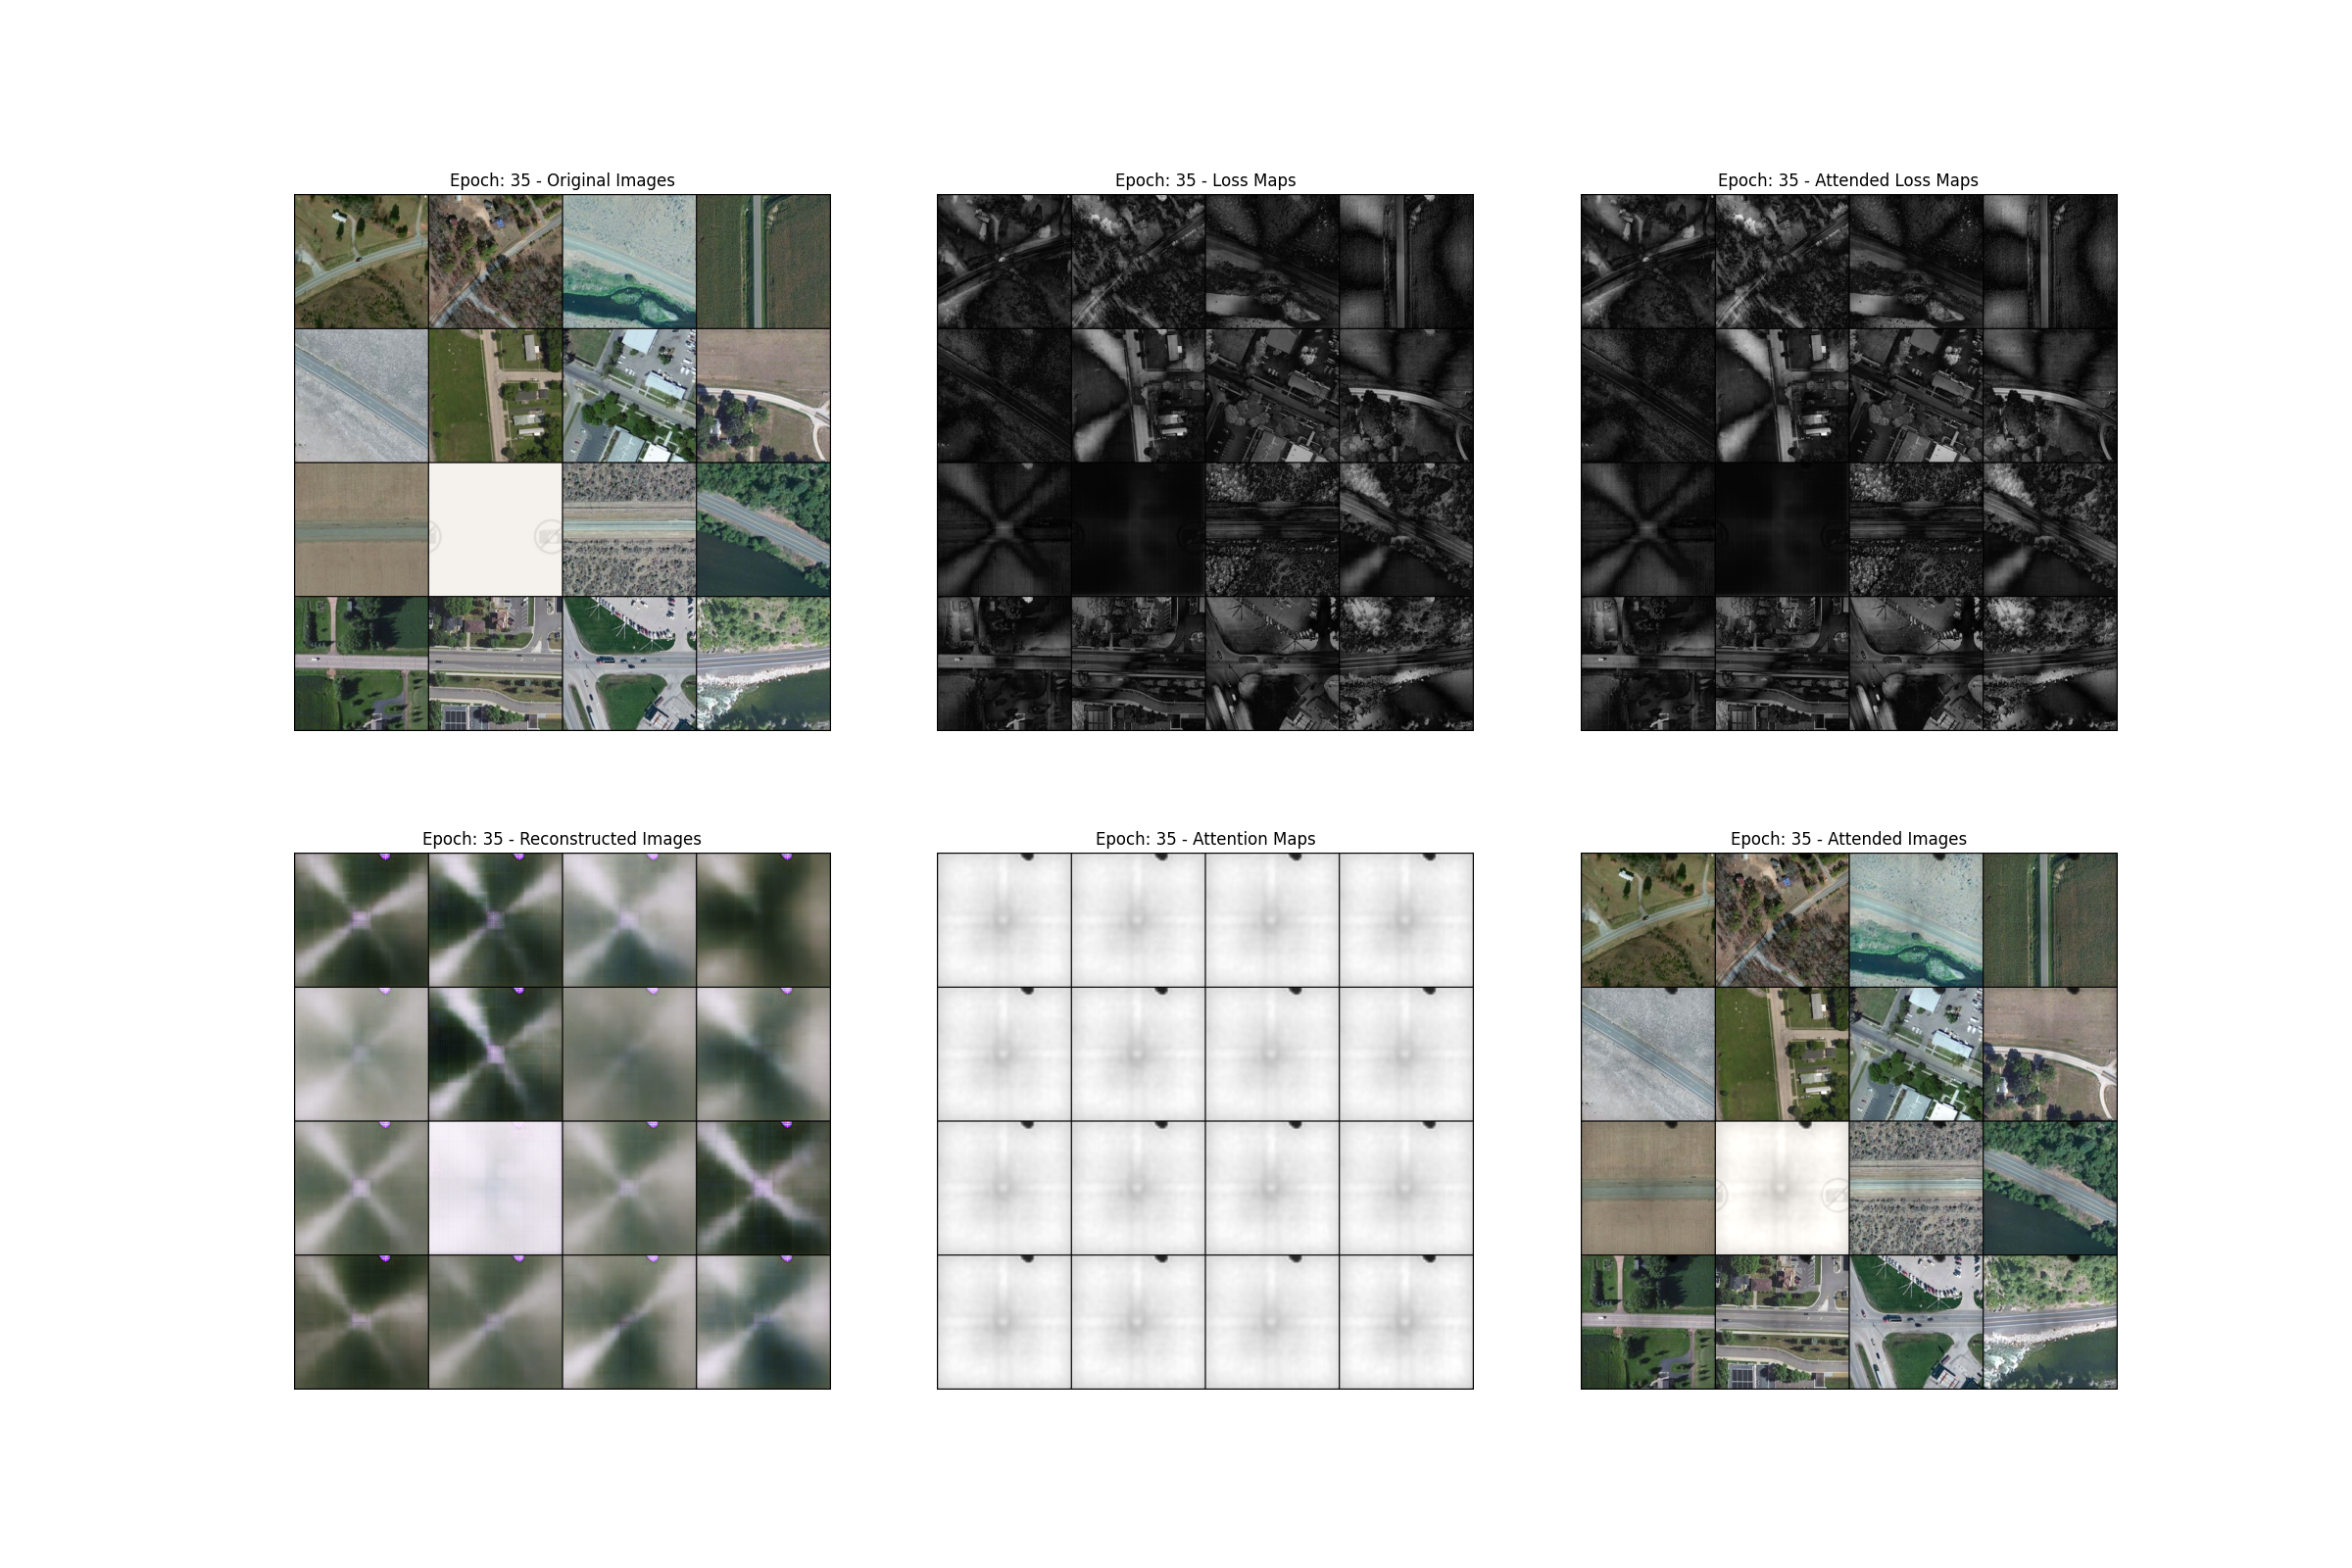 Epoch: 35 - Original Images
Epoch: 35 - Loss Maps
Epoch: 35 - Attended Loss Maps
Epoch: 35 - Reconstructed Images
Epoch: 35 - Attention Maps
Epoch: 35 - Attended Images